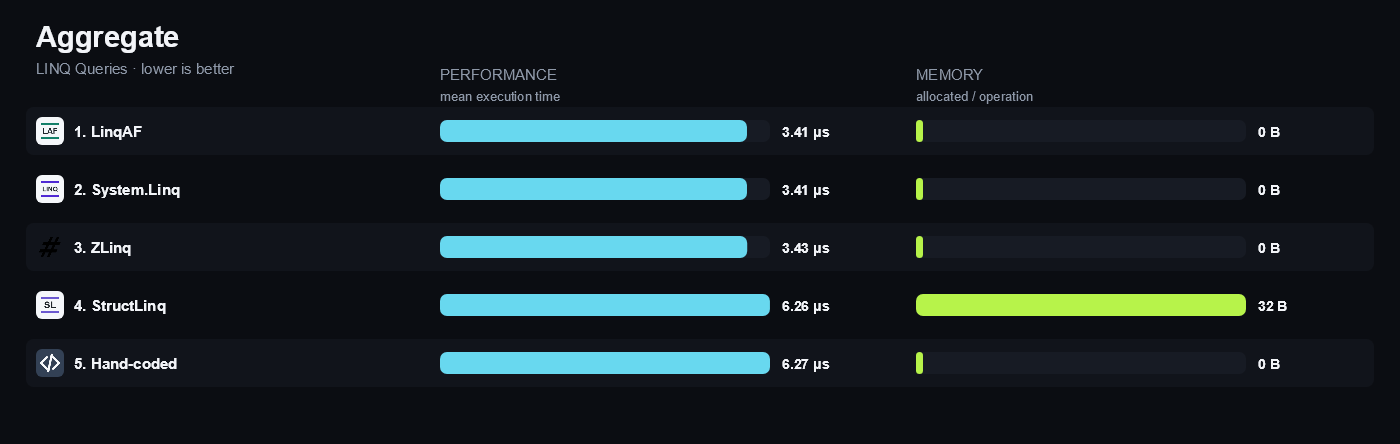 Aggregate
LINQ Queries · lower is better
PERFORMANCE
mean execution time
MEMORY
allocated / operation
LAF 1. LinqAF 3.41 µs 0 B
LINQ 2. System.Linq 3.41 µs 0 B
# 3. ZLinq 3.43 µs 0 B
SL 4. StructLinq 6.26 µs 32 B
</> 5. Hand-coded 6.27 µs 0 B